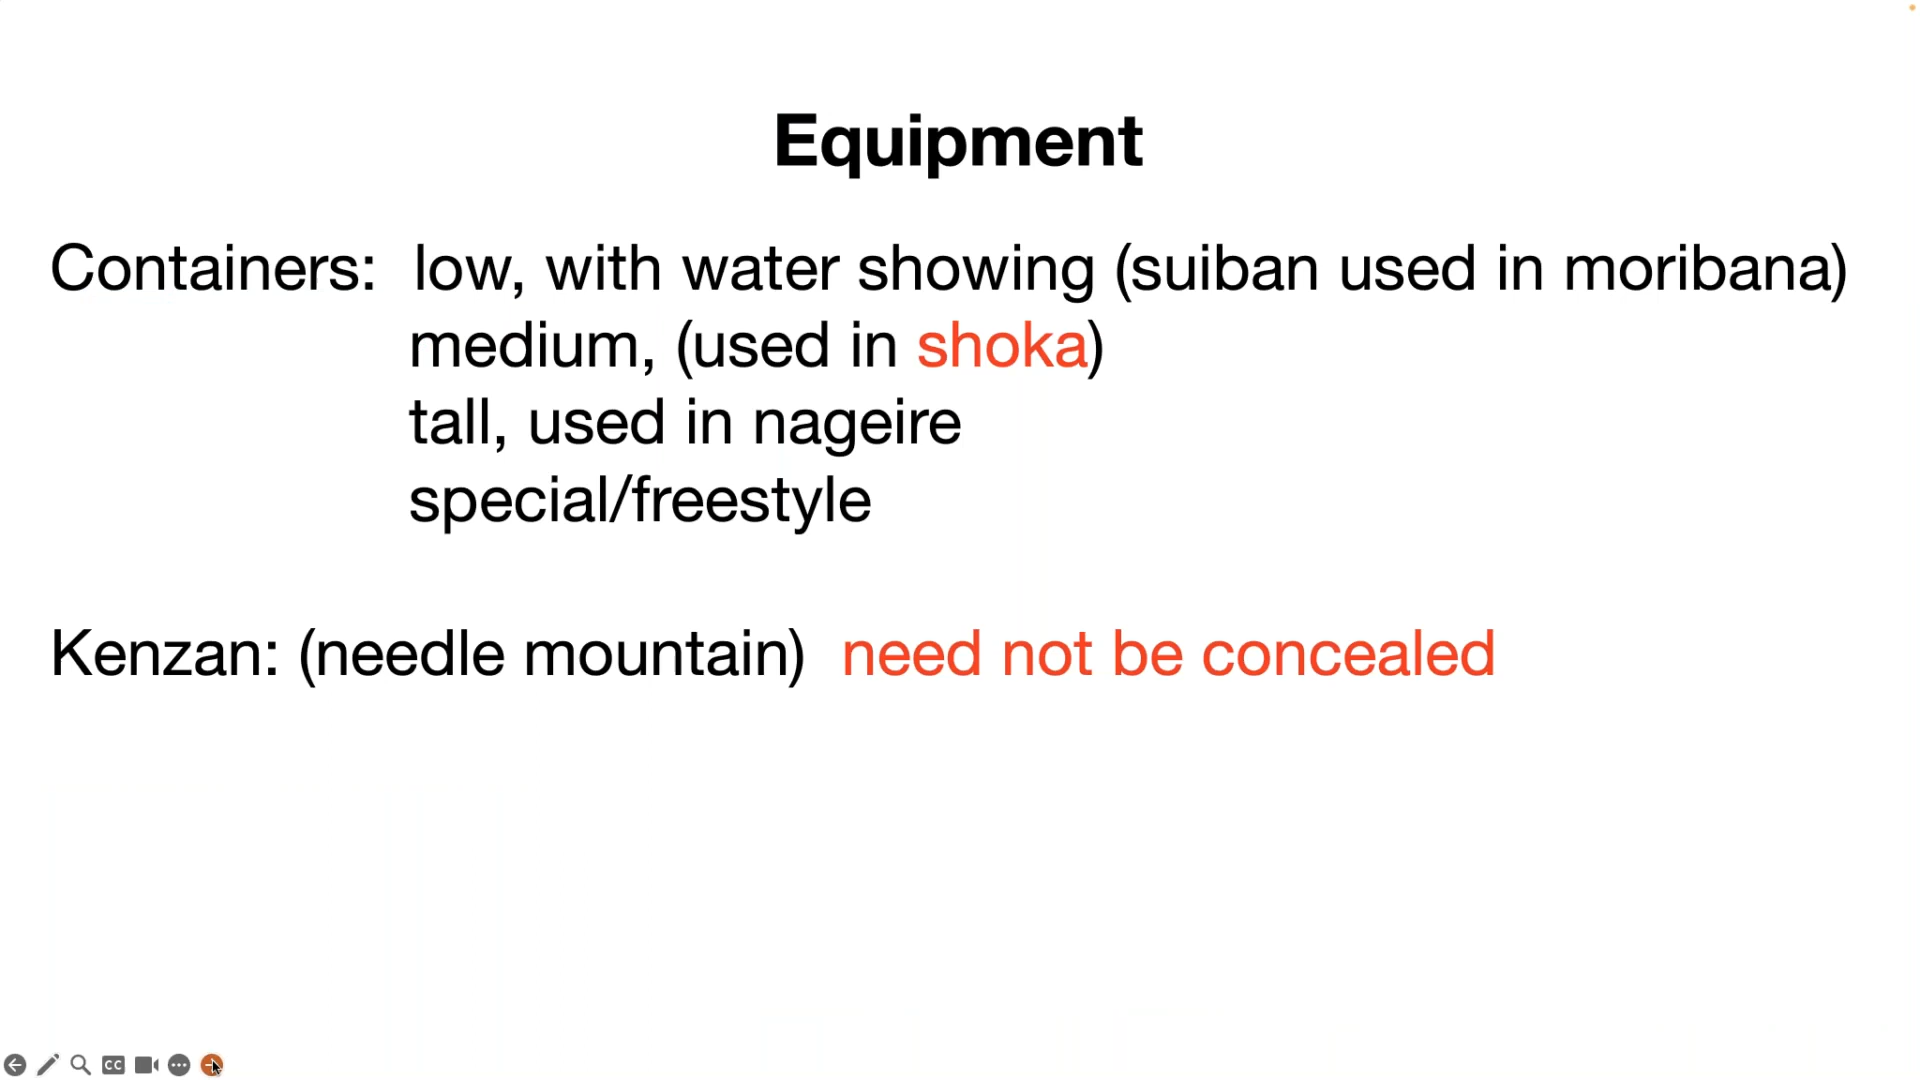 Equipment
Containers: low, with water showing (suiban used in moribana)
medium, (used in shoka)
tall, used in nageire
special/freestyle
Kenzan: (needle mountain) need not be concealed
CC